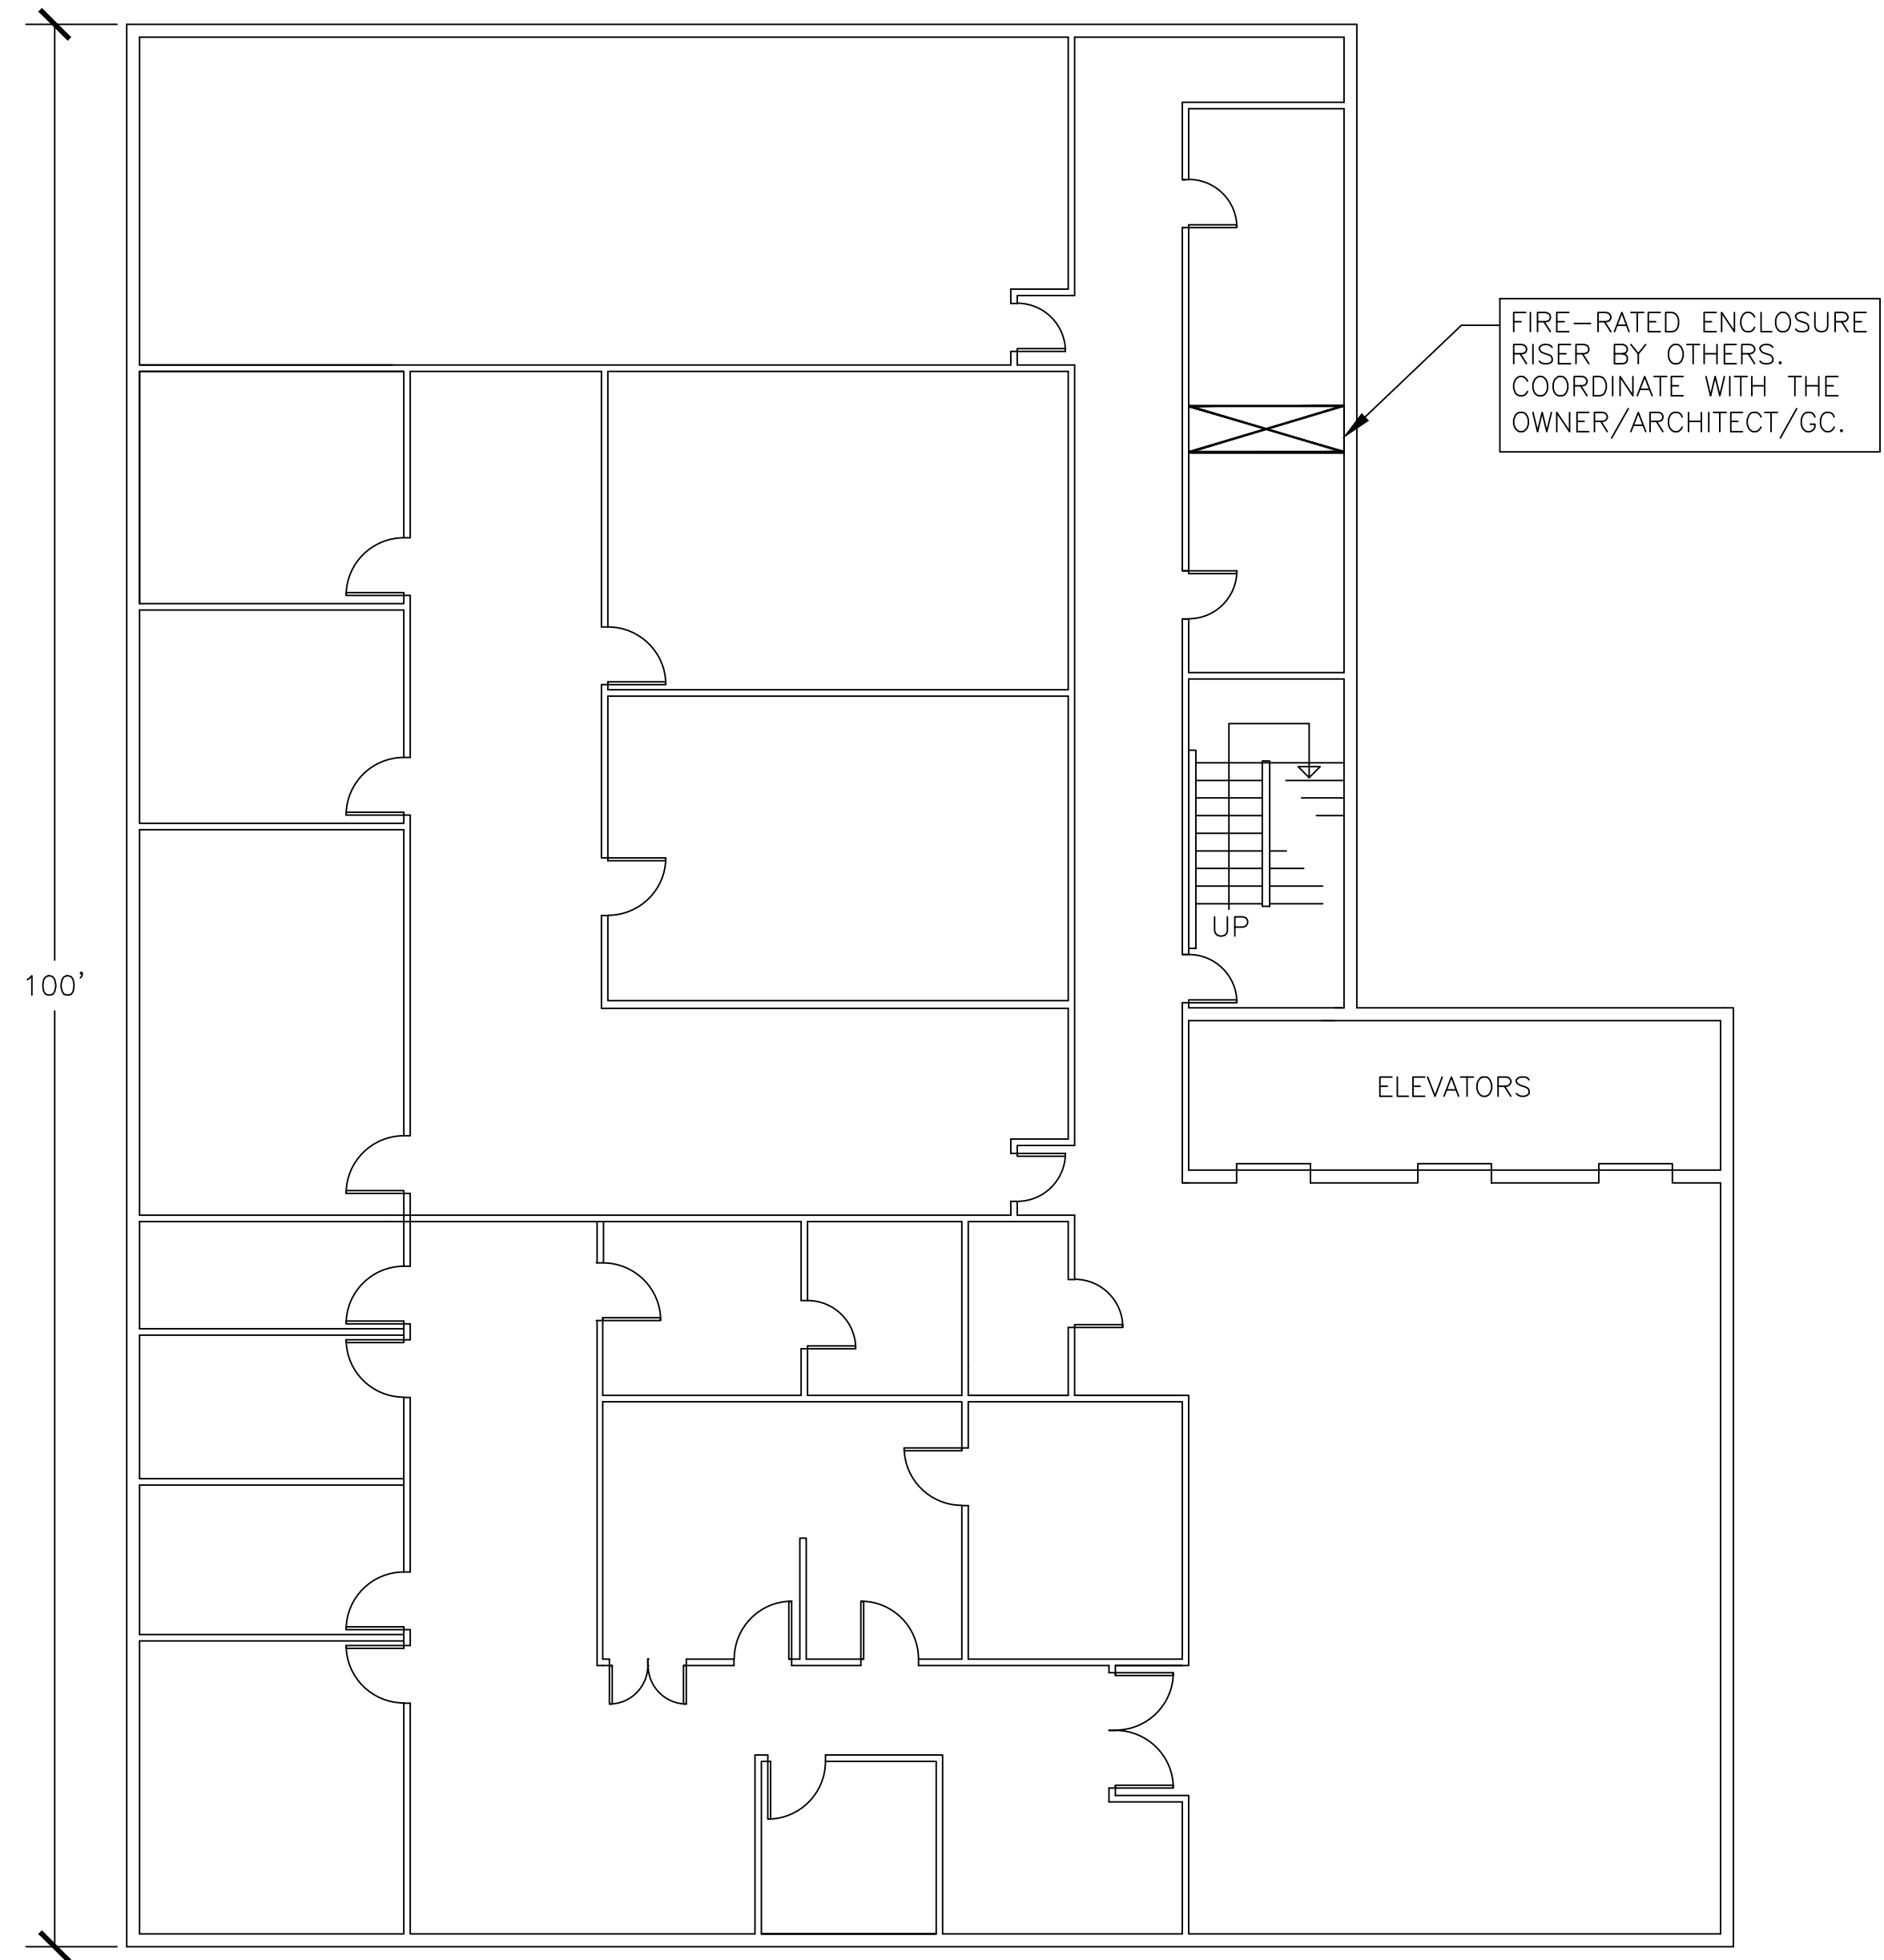 FIRE-RATED ENCLOSURE
RISER BY OTHERS.
COORDINATE WITH THE
OWNER/ARCHITECT/GC.
UP
100'
ELEVATORS